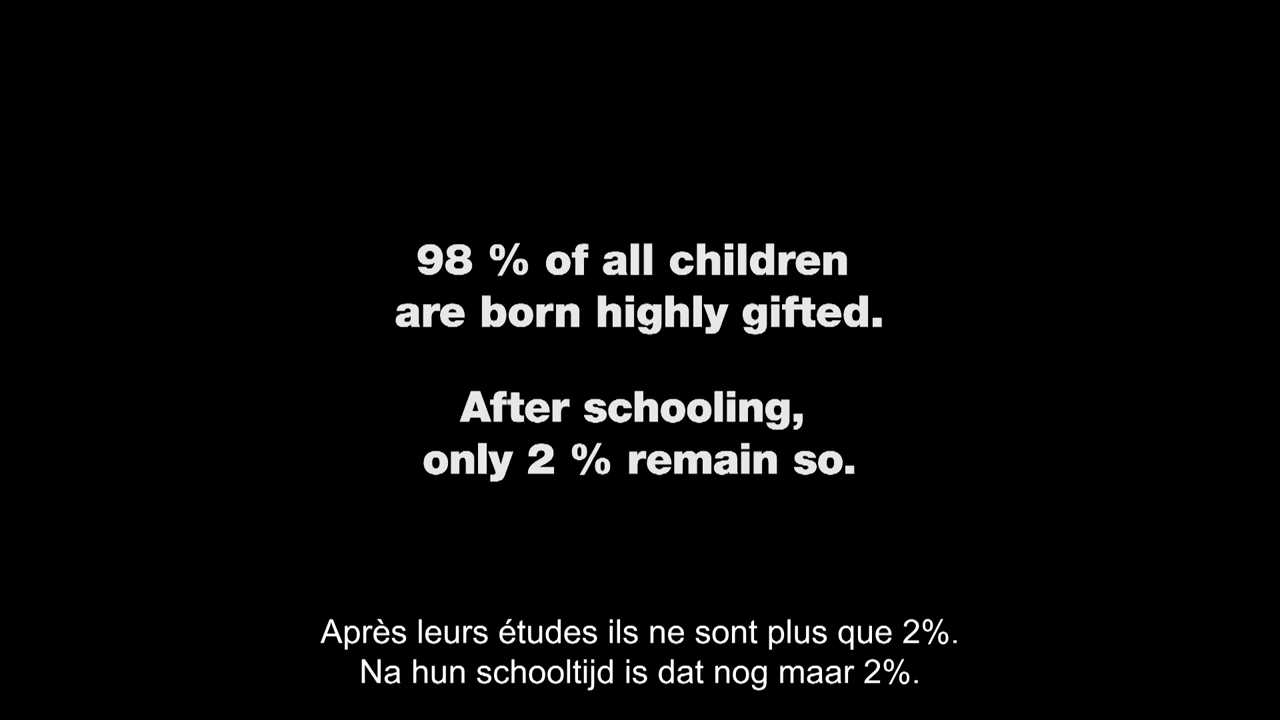 98 % of all children
are born highly gifted.
After schooling,
only 2 % remain so.
Après leurs études ils ne sont plus que 2%.
Na hun schooltijd is dat nog maar 2%.